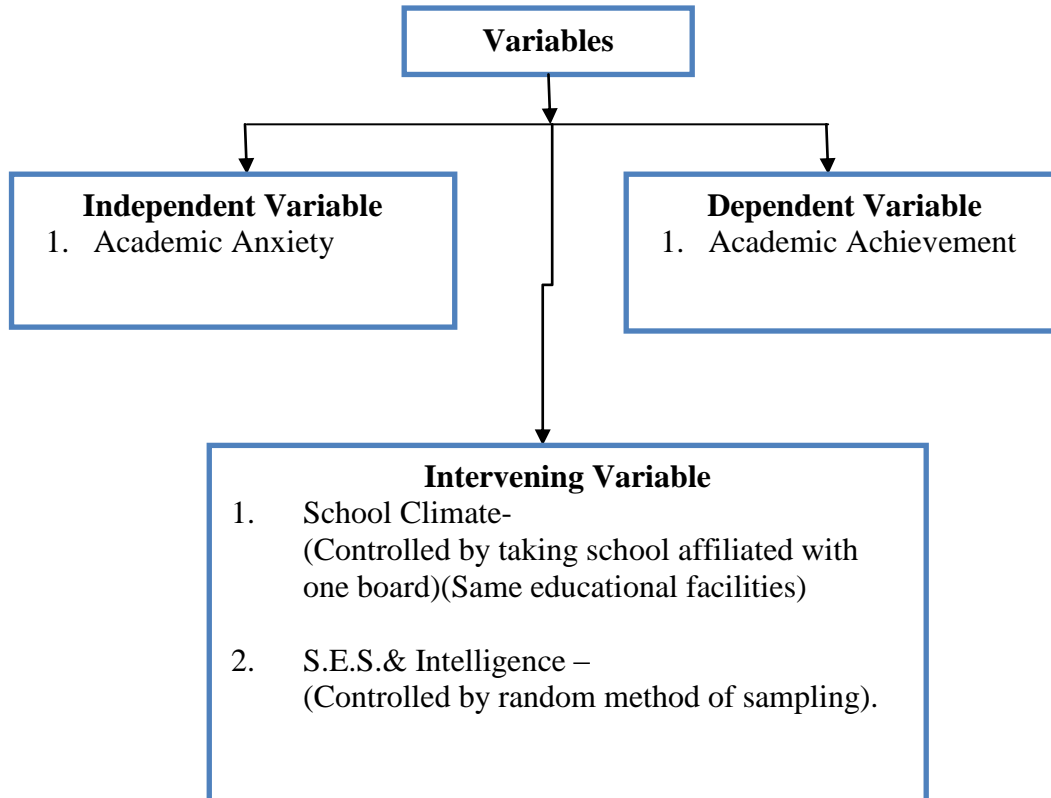 Variables
Independent Variable
1. Academic Anxiety
Dependent Variable
1. Academic Achievement
Intervening Variable
1. School Climate-
(Controlled by taking school affiliated with
one board)(Same educational facilities)
2. S.E.S.& Intelligence –
(Controlled by random method of sampling).